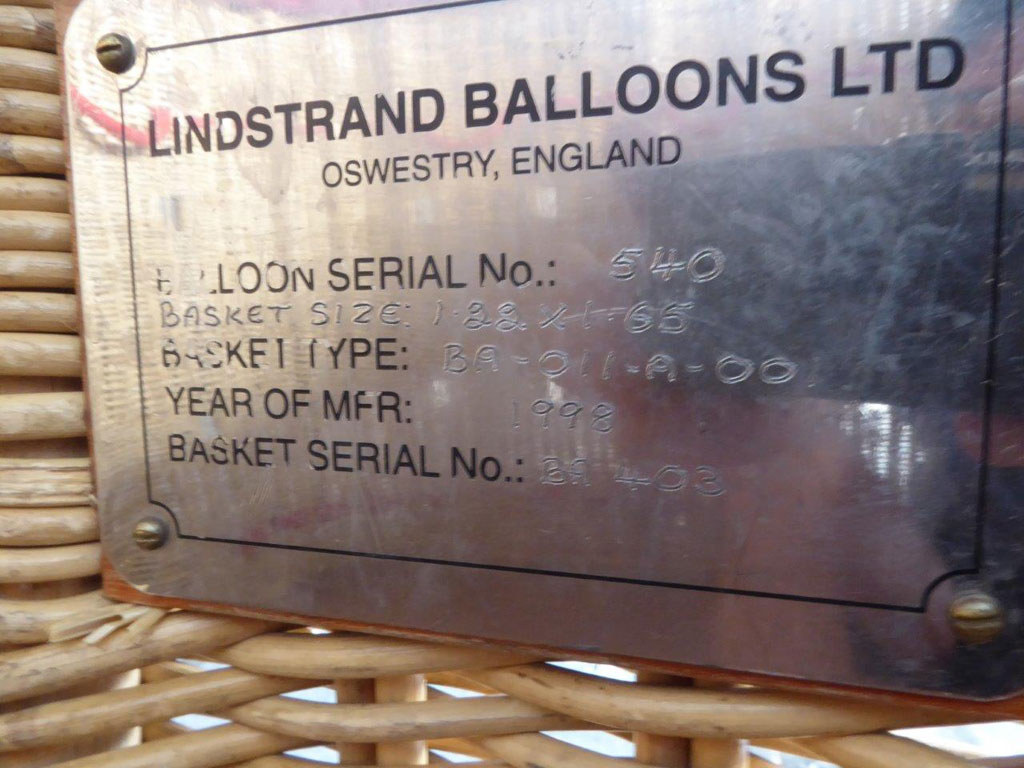 LINDSTRAND BALLOONS LTD
OSWESTRY, ENGLAND
BALLOON SERIAL No.: 540
BASKET SIZE: 1.22 x 1.65
BASKET TYPE: BA-011-A-001
YEAR OF MFR: 1998
BASKET SERIAL No.: BA 403